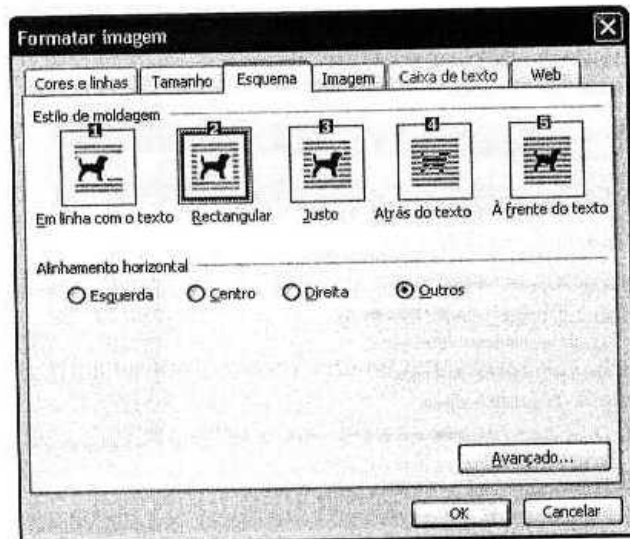 Formatar imagem
Cores e linhas Tamanho Esquema Imagem Caixa de texto Web
Estilo de moldagem
1 2 3 4 5
Em linha com o texto Rectangular Justo Atrás do texto À frente do texto
Alinhamento horizontal
Esquerda Centro Direita Outros
Avançado...
OK Cancelar